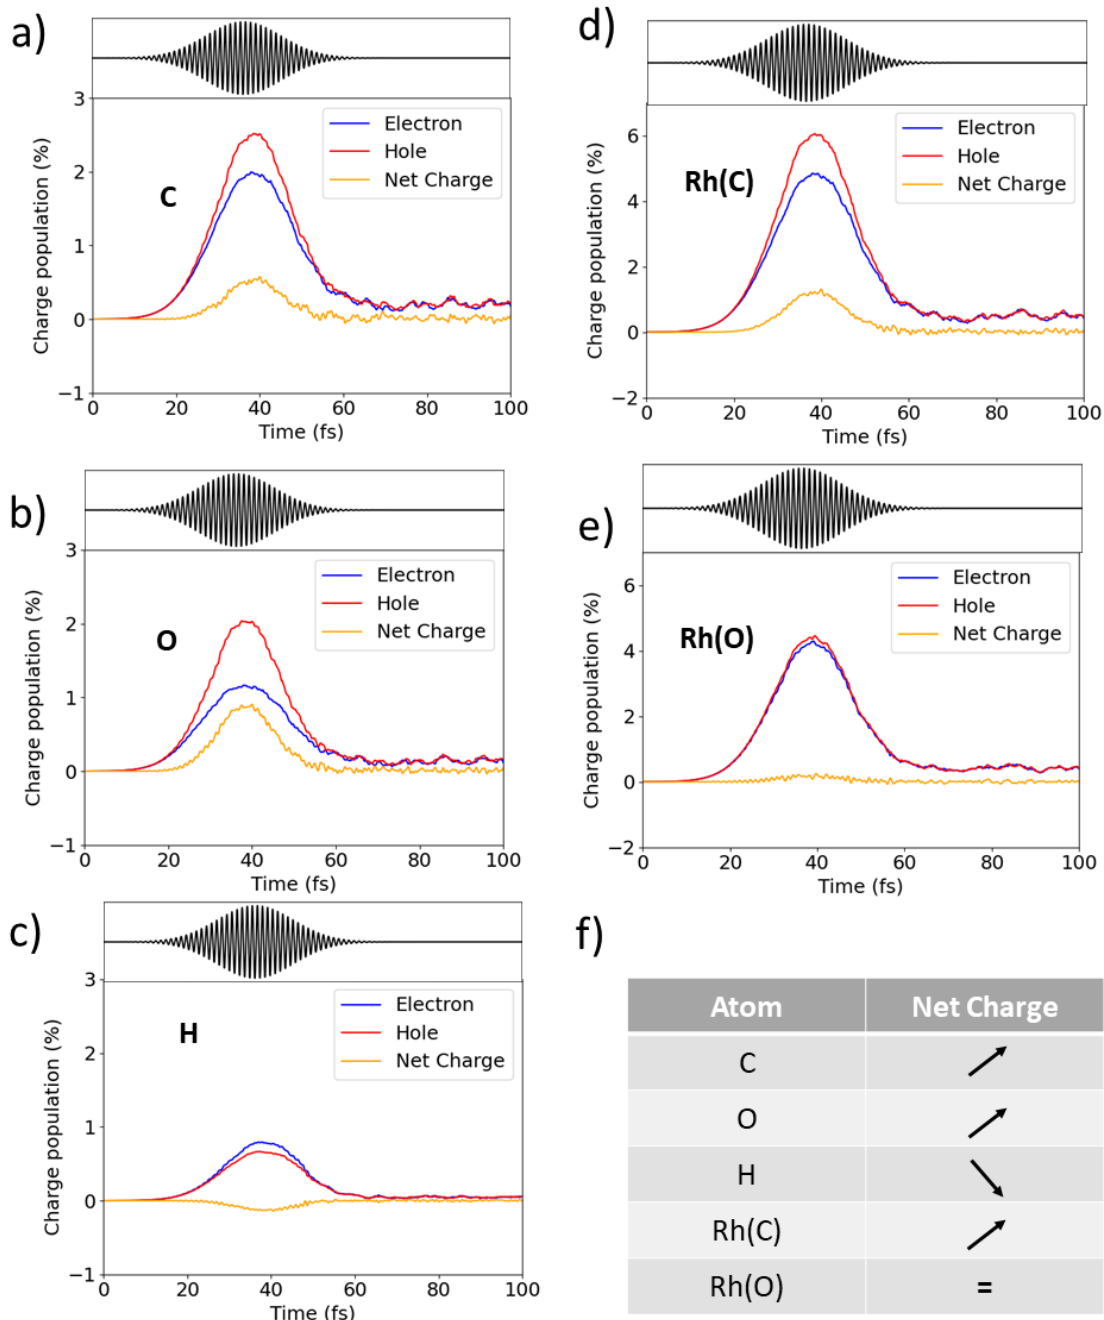 a)
3
2
1
0
−1
Charge population (%)
Electron
Hole
Net Charge
C
0 20 40 60 80 100
Time (fs)
d)
6
4
2
0
−2
Charge population (%)
Electron
Hole
Net Charge
Rh(C)
0 20 40 60 80 100
Time (fs)
b)
3
2
1
0
−1
Charge population (%)
Electron
Hole
Net Charge
O
0 20 40 60 80 100
Time (fs)
e)
6
4
2
0
−2
Charge population (%)
Electron
Hole
Net Charge
Rh(O)
0 20 40 60 80 100
Time (fs)
c)
3
2
1
0
−1
Charge population (%)
Electron
Hole
Net Charge
H
0 20 40 60 80 100
Time (fs)
f)
Atom Net Charge
C ↗
O ↗
H ↘
Rh(C) ↗
Rh(O) =